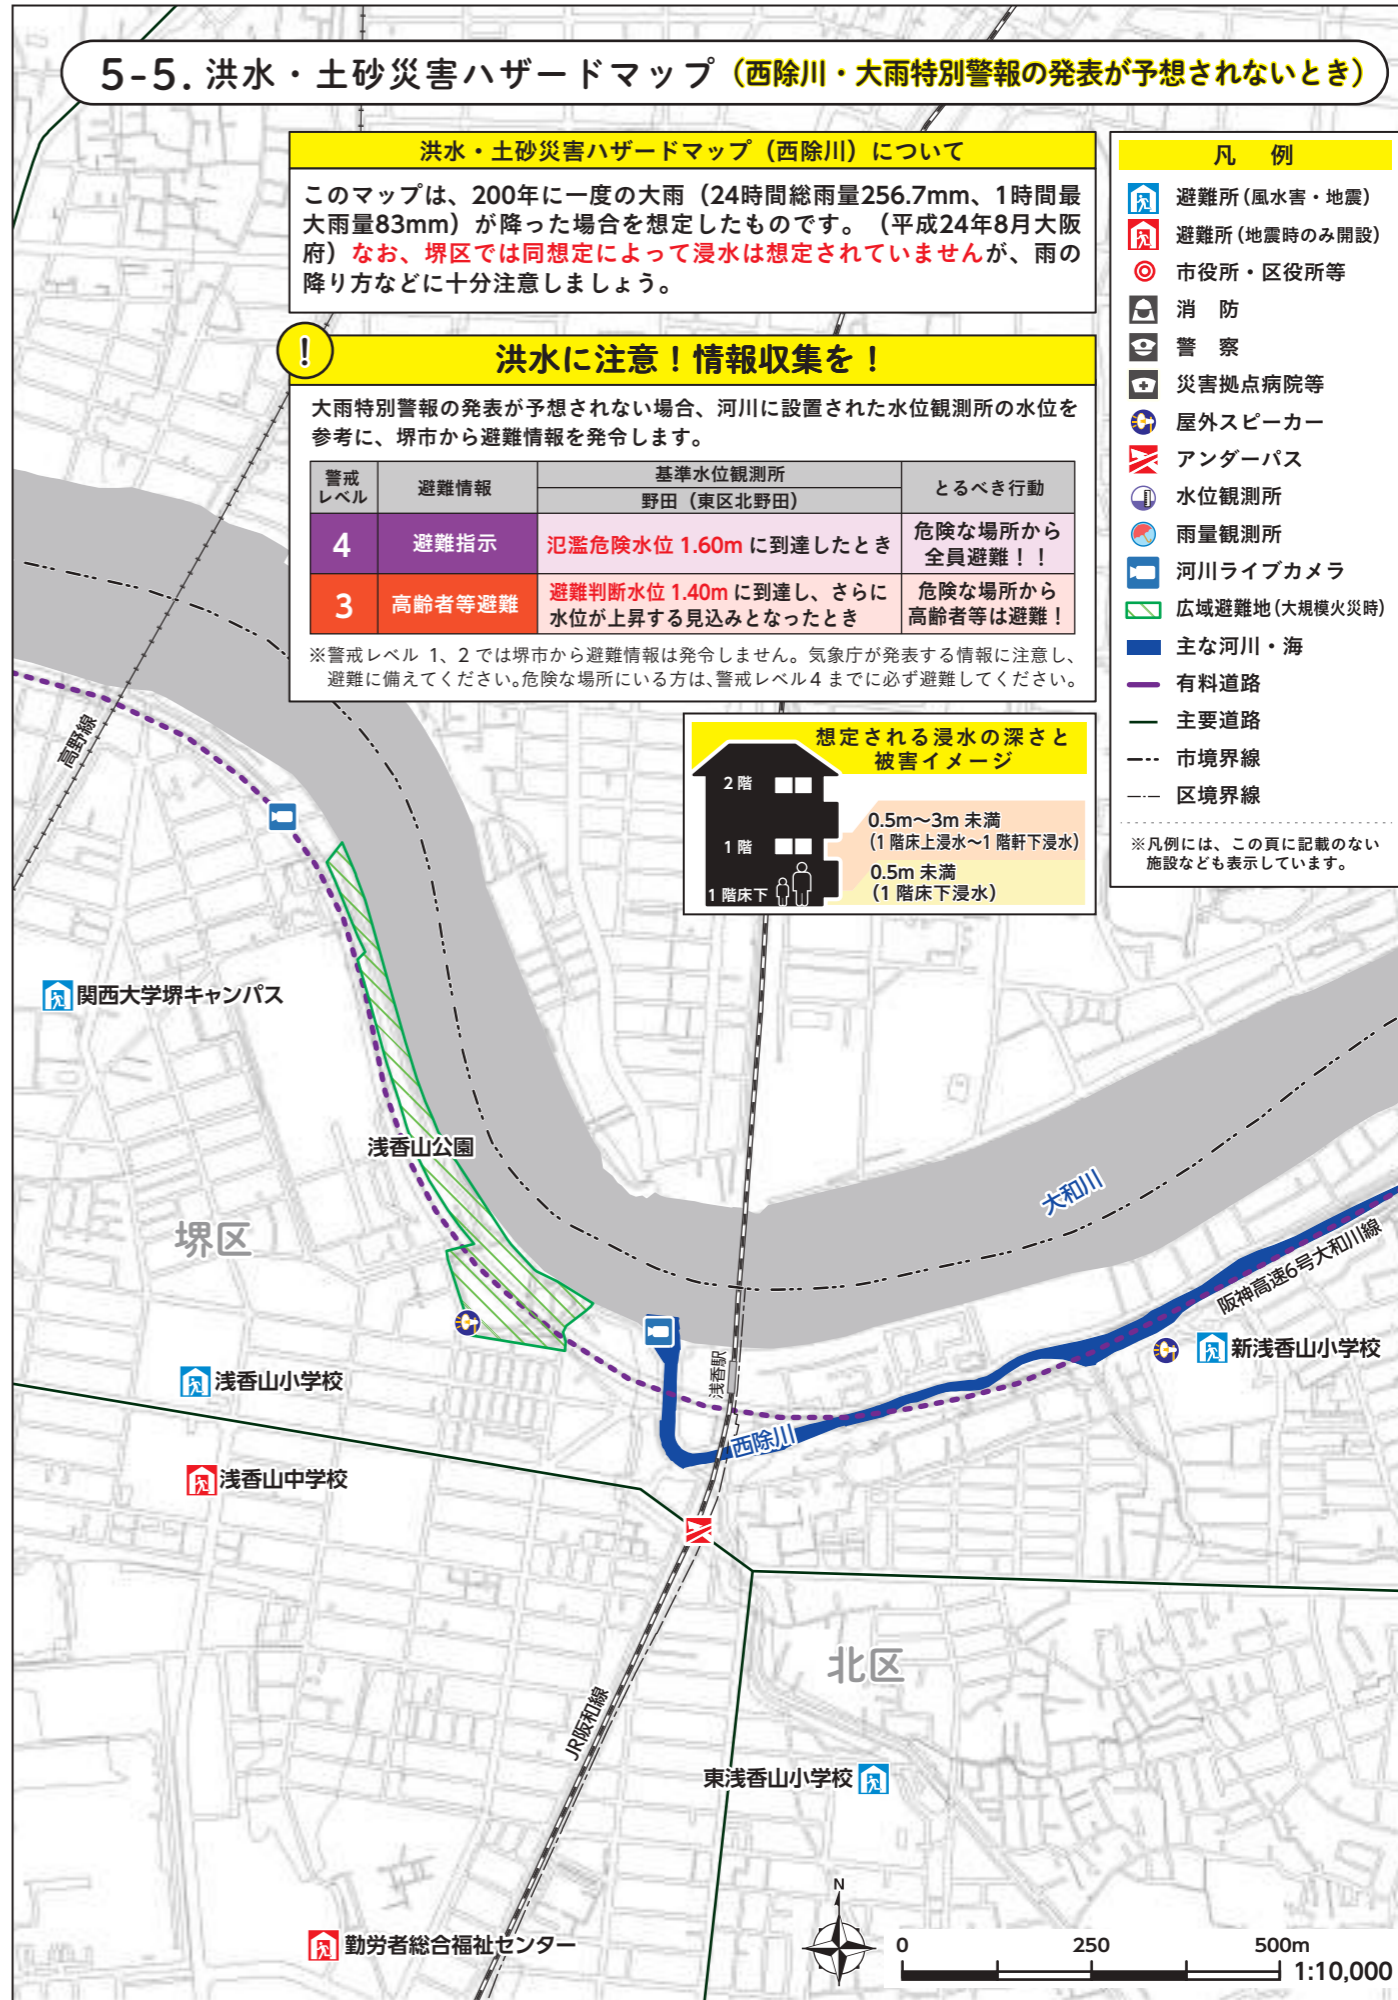 5-5. 洪水・土砂災害ハザードマップ（西除川・大雨特別警報の発表が予想されないとき）
洪水・土砂災害ハザードマップ（西除川）について
このマップは、200年に一度の大雨（24時間総雨量256.7mm、1時間最
大雨量83mm）が降った場合を想定したものです。（平成24年8月大阪
府）なお、堺区では同想定によって浸水は想定されていませんが、雨の
降り方などに十分注意しましょう。
!
洪水に注意！情報収集を！
大雨特別警報の発表が予想されない場合、河川に設置された水位観測所の水位を
参考に、堺市から避難情報を発令します。
警戒
レベル
避難情報
基準水位観測所
野田（東区北野田）
とるべき行動
4
避難指示
氾濫危険水位 1.60m に到達したとき
危険な場所から
全員避難！！
3
高齢者等避難
避難判断水位 1.40m に到達し、さらに
水位が上昇する見込みとなったとき
危険な場所から
高齢者等は避難！
※警戒レベル 1、2 では堺市から避難情報は発令しません。気象庁が発表する情報に注意し、
避難に備えてください。危険な場所にいる方は、警戒レベル4 までに必ず避難してください。
想定される浸水の深さと
被害イメージ
2 階
1 階
1 階床下
0.5m～3m 未満
(1 階床上浸水～1 階軒下浸水)
0.5m 未満
(1 階床下浸水)
凡 例
避難所（風水害・地震）
避難所（地震時のみ開設）
市役所・区役所等
消 防
警 察
災害拠点病院等
屋外スピーカー
アンダーパス
水位観測所
雨量観測所
河川ライブカメラ
広域避難地（大規模火災時）
主な河川・海
有料道路
主要道路
市境界線
区境界線
※凡例には、この頁に記載のない
施設なども表示しています。
高野線
関西大学堺キャンパス
浅香山公園
堺区
大和川
阪神高速6号大和川線
新浅香山小学校
浅香駅
西除川
浅香山小学校
浅香山中学校
北区
JR阪和線
東浅香山小学校
勤労者総合福祉センター
N
0 250 500m
1:10,000